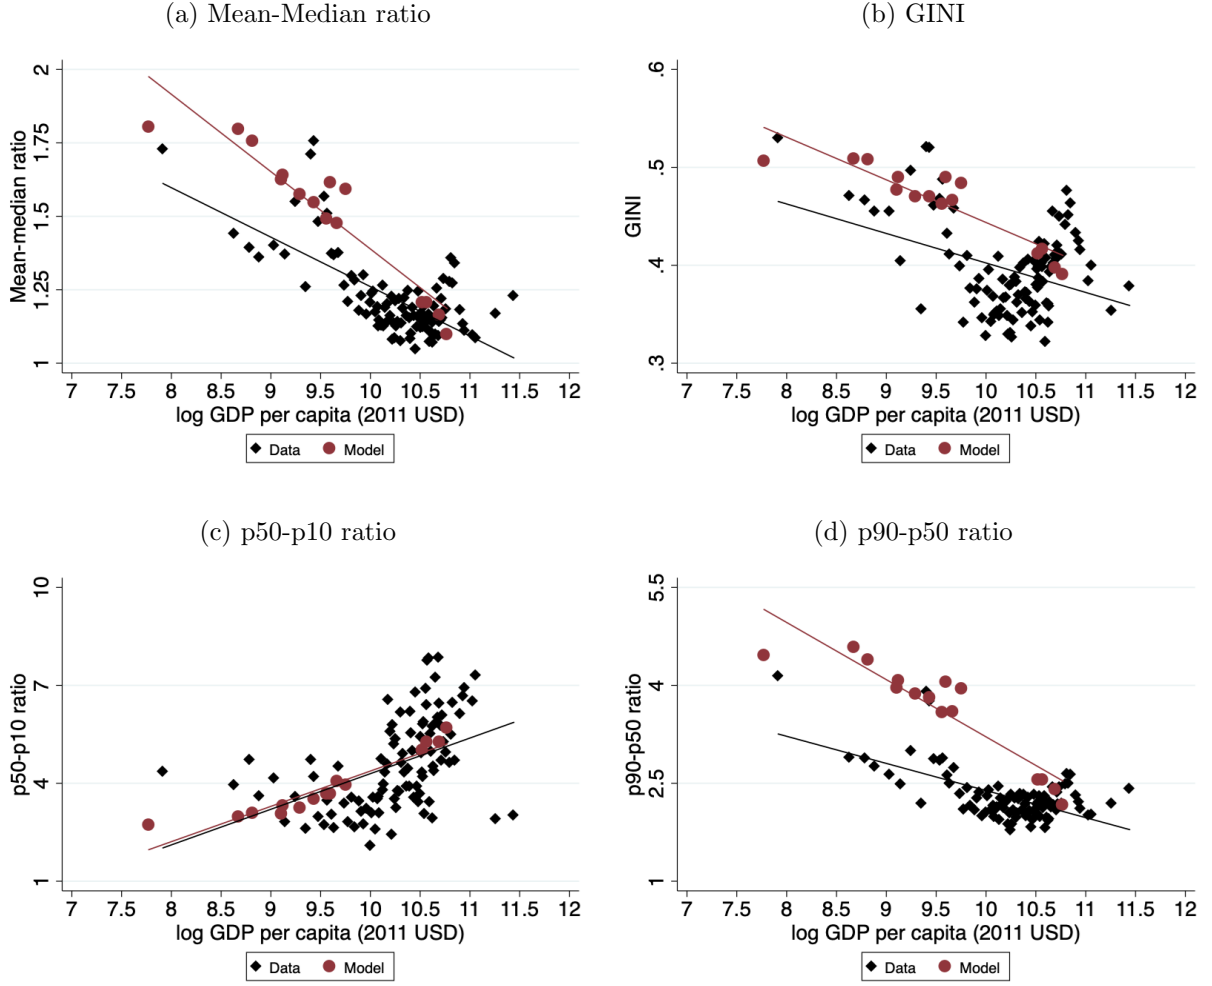 (a) Mean-Median ratio
Mean-median ratio
2
1.75
1.5
1.25
1
7 7.5 8 8.5 9 9.5 10 10.5 11 11.5 12
log GDP per capita (2011 USD)
Data Model
(b) GINI
GINI
.6
.5
.4
.3
7 7.5 8 8.5 9 9.5 10 10.5 11 11.5 12
log GDP per capita (2011 USD)
Data Model
(c) p50-p10 ratio
p50-p10 ratio
10
7
4
1
7 7.5 8 8.5 9 9.5 10 10.5 11 11.5 12
log GDP per capita (2011 USD)
Data Model
(d) p90-p50 ratio
p90-p50 ratio
5.5
4
2.5
1
7 7.5 8 8.5 9 9.5 10 10.5 11 11.5 12
log GDP per capita (2011 USD)
Data Model